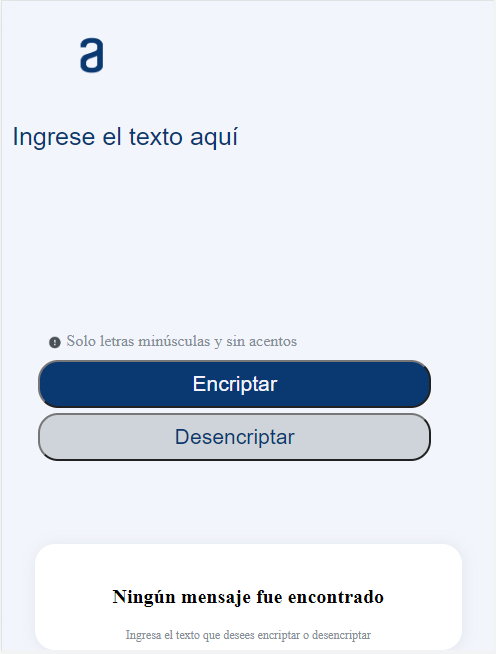 a
Ingrese el texto aquí
Solo letras minúsculas y sin acentos
Encriptar
Desencriptar
Ningún mensaje fue encontrado
Ingresa el texto que desees encriptar o desencriptar